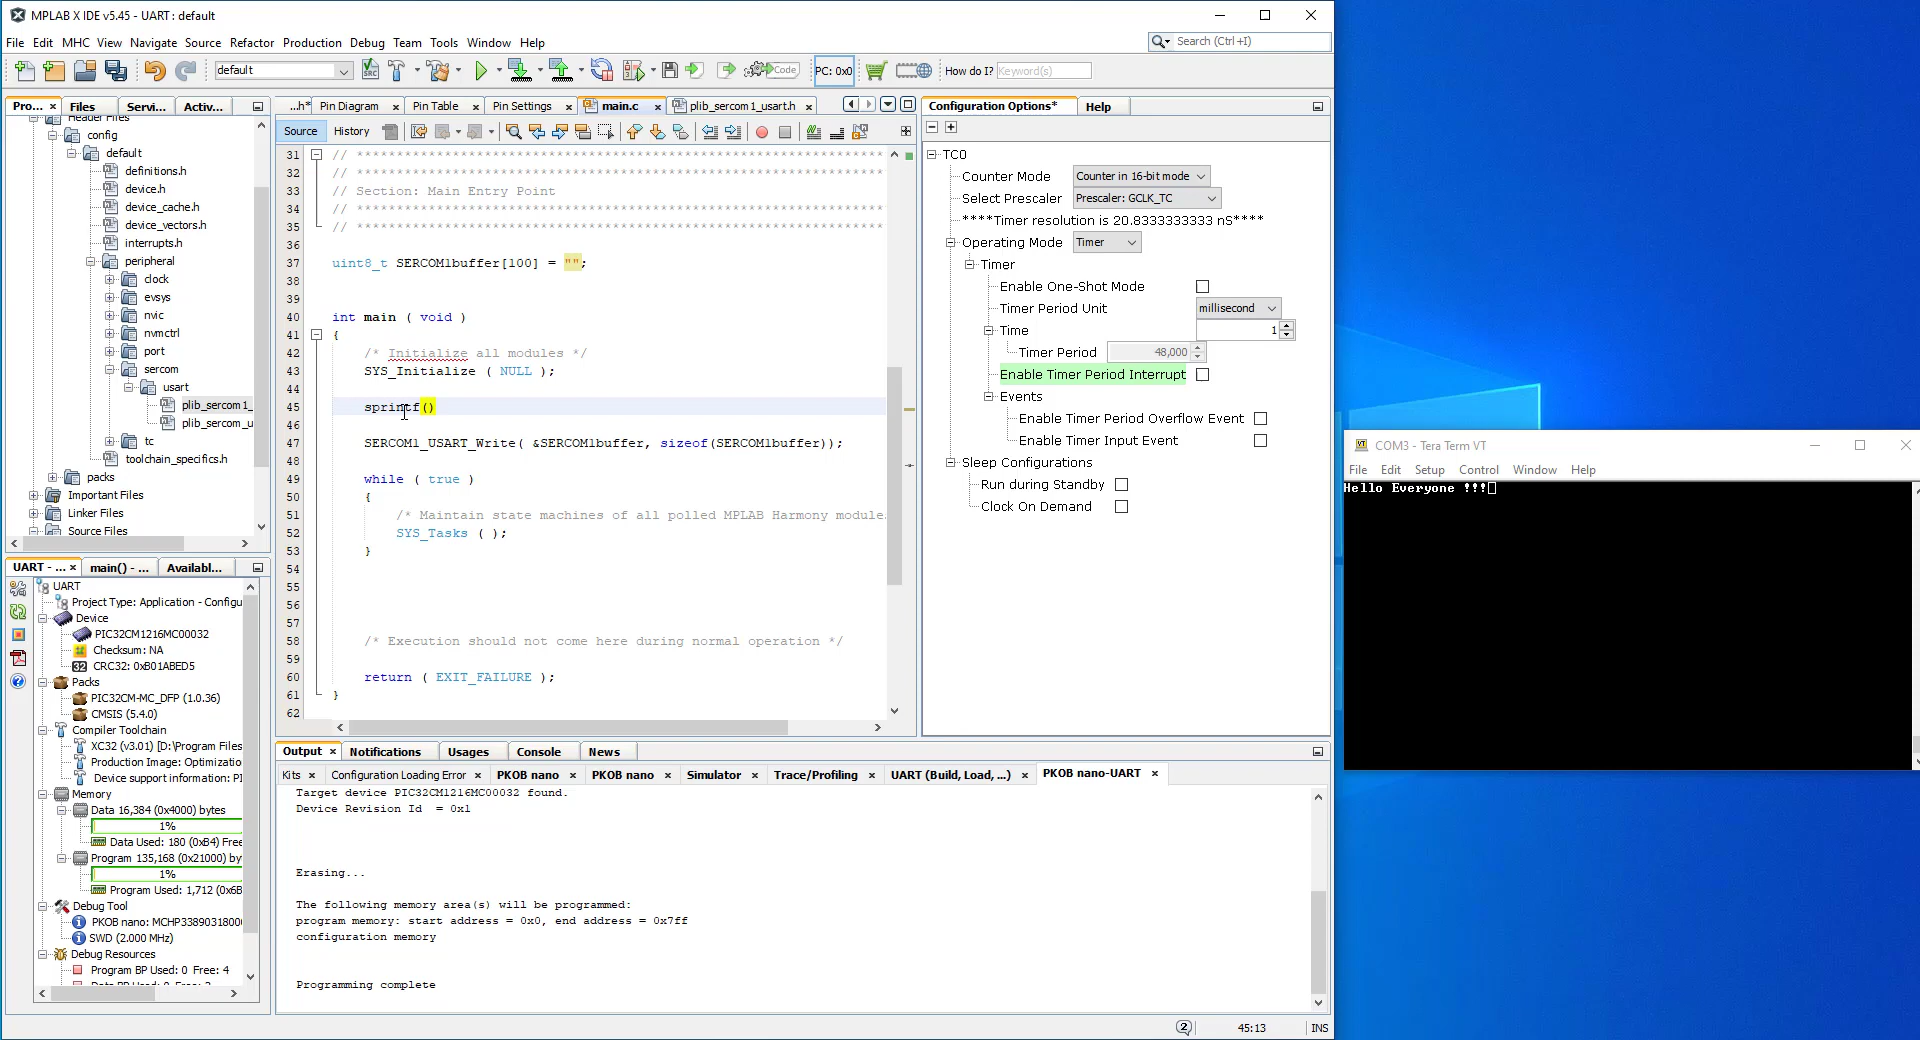 MPLAB X IDE v5.45 - UART : default
File Edit MHC View Navigate Source Refactor Production Debug Team Tools Window Help
Search (Ctrl+I)
default
PC: 0x0
How do I? Keyword(s)
Pro... Files Servi... Activ...
Header Files
config
default
definitions.h
device.h
device_cache.h
device_vectors.h
interrupts.h
peripheral
clock
evsys
nvic
nvmctrl
port
sercom
usart
plib_sercom1_
plib_sercom_u
tc
toolchain_specifics.h
packs
Important Files
Linker Files
Source Files
UART - ... main() - ... Availabl...
UART
Project Type: Application - Configu
Device
PIC32CM1216MC00032
Checksum: NA
CRC32: 0xB01ABED5
Packs
PIC32CM-MC_DFP (1.0.36)
CMSIS (5.4.0)
Compiler Toolchain
XC32 (v3.01) [D:\Program Files
Production Image: Optimizatio
Device support information: PI
Memory
Data 16,384 (0x4000) bytes
1%
Data Used: 180 (0xB4) Free
Program 135,168 (0x21000) by
1%
Program Used: 1,712 (0x6B
Debug Tool
PKOB nano: MCHP3389031800
SWD (2.000 MHz)
Debug Resources
Program BP Used: 0 Free: 4
...h* Pin Diagram Pin Table Pin Settings main.c plib_sercom1_usart.h
Source History
31 // ******************************************************************
32 // ******************************************************************
33 // Section: Main Entry Point
34 // ******************************************************************
35 // ******************************************************************
36
37 uint8_t SERCOM1buffer[100] = "";
38
39
40 int main ( void )
41 {
42 /* Initialize all modules */
43 SYS_Initialize ( NULL );
44
45 sprintf()
46
47 SERCOM1_USART_Write( &SERCOM1buffer, sizeof(SERCOM1buffer));
48
49 while ( true )
50 {
51 /* Maintain state machines of all polled MPLAB Harmony module
52 SYS_Tasks ( );
53 }
54
55
56
57
58 /* Execution should not come here during normal operation */
59
60 return ( EXIT_FAILURE );
61 }
62
Configuration Options* Help
TC0
Counter Mode Counter in 16-bit mode
Select Prescaler Prescaler: GCLK_TC
****Timer resolution is 20.8333333333 nS****
Operating Mode Timer
Timer
Enable One-Shot Mode
Timer Period Unit millisecond
Time 1
Timer Period 48,000
Enable Timer Period Interrupt
Events
Enable Timer Period Overflow Event
Enable Timer Input Event
Sleep Configurations
Run during Standby
Clock On Demand
Output Notifications Usages Console News
Kits Configuration Loading Error PKOB nano PKOB nano Simulator Trace/Profiling UART (Build, Load, ...) PKOB nano-UART
Target device PIC32CM1216MC00032 found.
Device Revision Id = 0x1
Erasing...
The following memory area(s) will be programmed:
program memory: start address = 0x0, end address = 0x7ff
configuration memory
Programming complete
2 45:13 INS
COM3 - Tera Term VT
File Edit Setup Control Window Help
Hello Everyone !!!